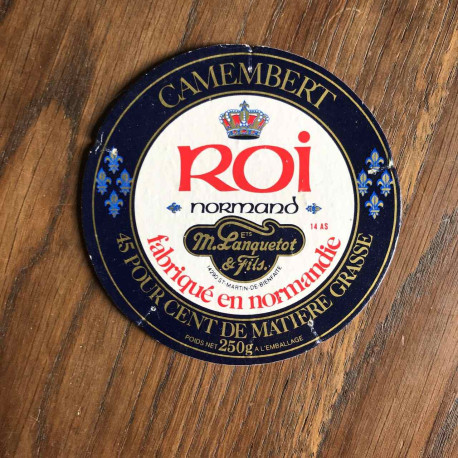 CAMEMBERT
ROI
normand
14 AS
Ets
M. Lanquetot
& Fils.
14290 ST-MARTIN-DE-BIENFAITE
fabriqué en normandie
45 POUR CENT DE MATIÈRE GRASSE
POIDS NET 250g A L'EMBALLAGE